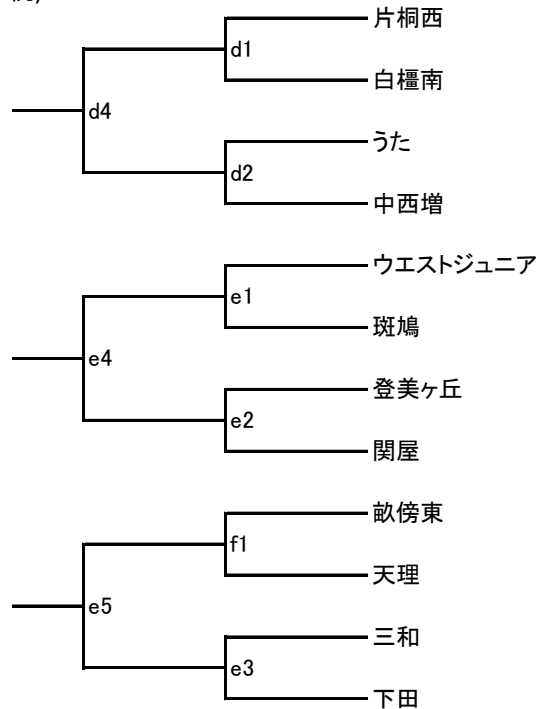 片桐西
d1
白橿南
d4
うた
d2
中西増
ウエストジュニア
e1
斑鳩
e4
登美ヶ丘
e2
関屋
畝傍東
f1
天理
e5
三和
e3
下田